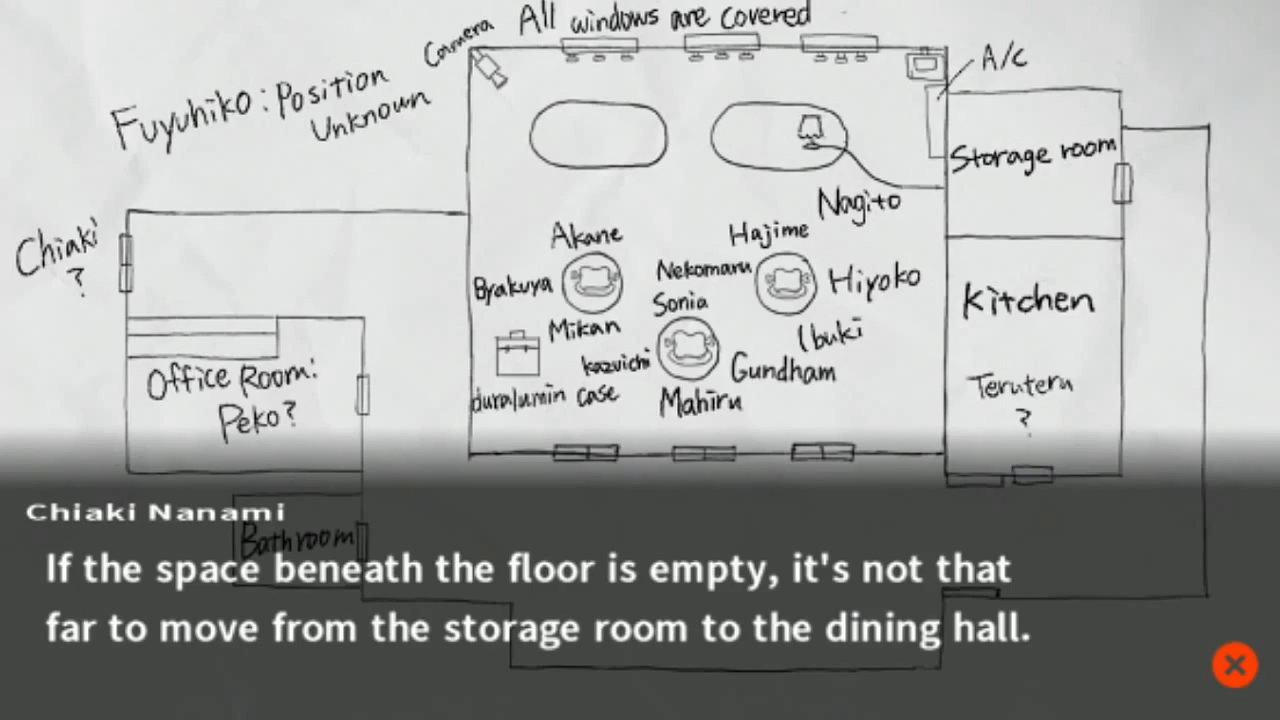 All windows are covered
Camera
A/C
Fuyuhiko: Position
Unknown
Storage room
Nagito
Chiaki
?
Akane
Hajime
Byakuya
Nekomaru
Hiyoko
Sonia
Kitchen
Mikan
Ibuki
kazuichi
Gundham
Office Room:
Peko?
duralumin case
Mahiru
Teruteru
?
Chiaki Nanami
Bathroom
If the space beneath the floor is empty, it's not that
far to move from the storage room to the dining hall.